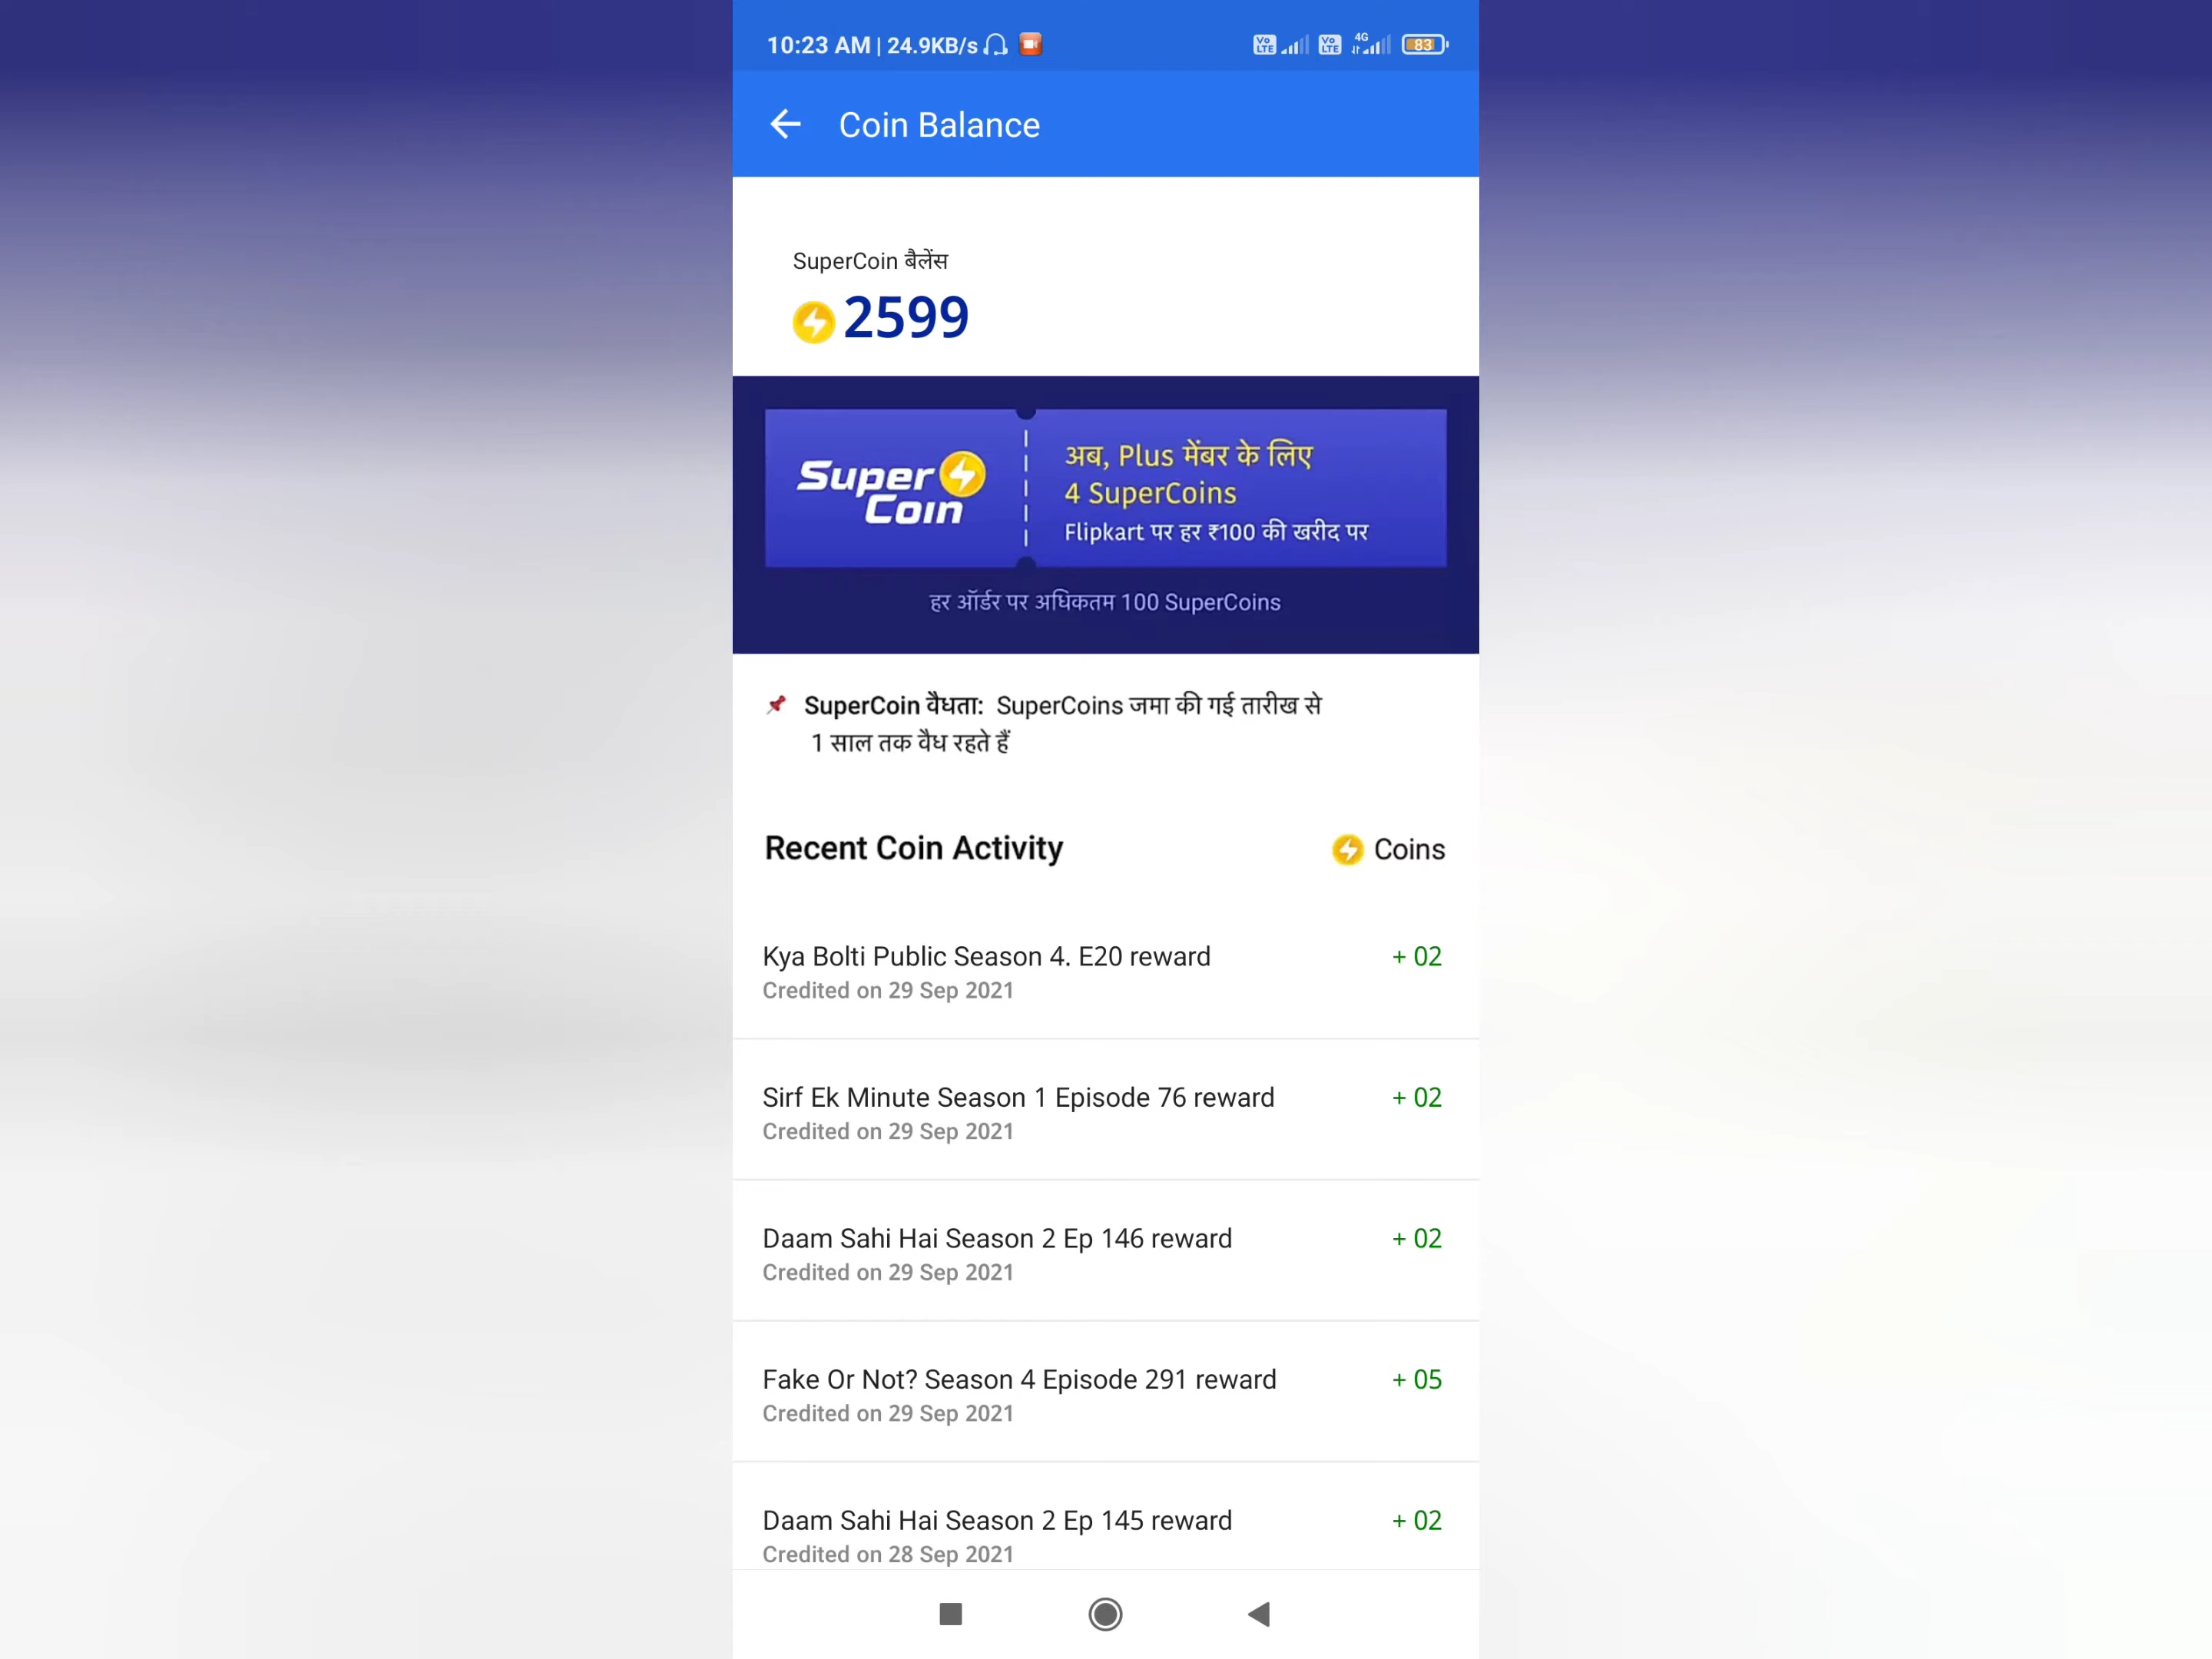 10:23 AM | 24.9KB/s
Vo LTE Vo LTE 4G 83
Coin Balance
SuperCoin बैलेंस
2599
Super Coin
अब, Plus मेंबर के लिए
4 SuperCoins
Flipkart पर हर ₹100 की खरीद पर
हर ऑर्डर पर अधिकतम 100 SuperCoins
SuperCoin वैधता: SuperCoins जमा की गई तारीख से
1 साल तक वैध रहते हैं
Recent Coin Activity Coins
Kya Bolti Public Season 4. E20 reward + 02
Credited on 29 Sep 2021
Sirf Ek Minute Season 1 Episode 76 reward + 02
Credited on 29 Sep 2021
Daam Sahi Hai Season 2 Ep 146 reward + 02
Credited on 29 Sep 2021
Fake Or Not? Season 4 Episode 291 reward + 05
Credited on 29 Sep 2021
Daam Sahi Hai Season 2 Ep 145 reward + 02
Credited on 28 Sep 2021